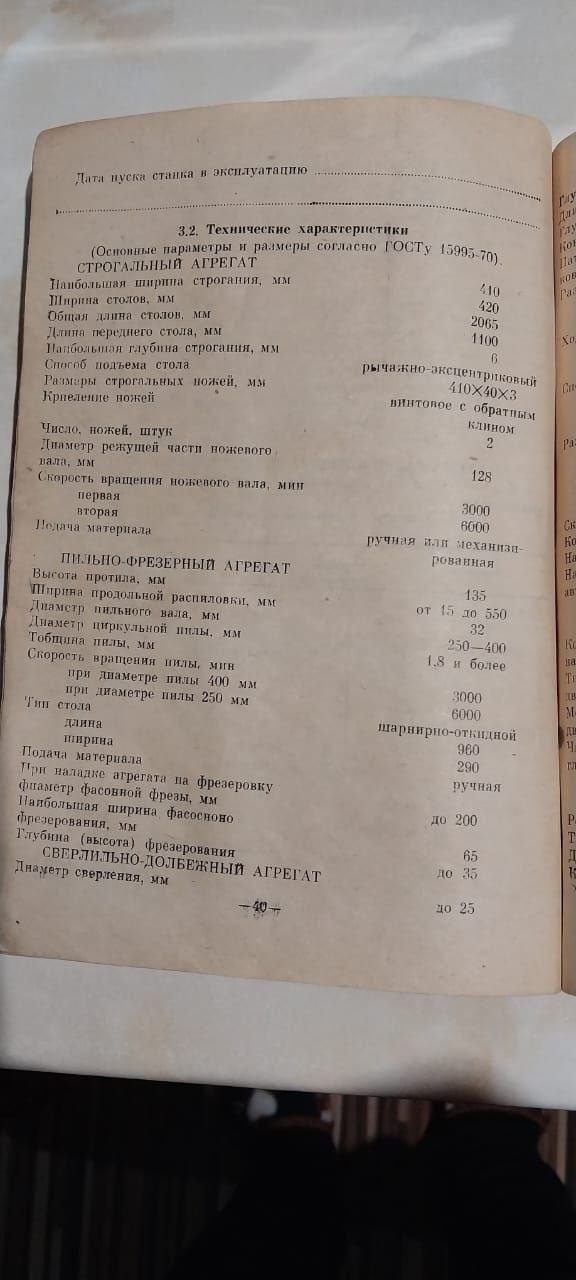 Дата пуска станка в эксплуатацию
3.2. Технические характеристики
(Основные параметры и размеры согласно ГОСТу 15995-70).
СТРОГАЛЬНЫЙ АГРЕГАТ
Наибольшая ширина строгания, мм 410
Ширина столов, мм 420
Общая длина столов, мм 2065
Длина переднего стола, мм 1100
Наибольшая глубина строгания, мм 6
Способ подъема стола рычажно-эксцентриковый
Размеры строгальных ножей, мм 410×40×3
Крпеление ножей винтовое с обратным
клином
Число, ножей, штук 2
Диаметр режущей части ножевого
вала, мм 128
Скорость вращения ножевого вала, мин
первая 3000
вторая 6000
Подача материала ручная или механизи-
рованная
ПИЛЬНО-ФРЕЗЕРНЫЙ АГРЕГАТ
Высота пропила, мм 135
Ширина продольной распиловки, мм от 15 до 550
Диаметр пильного вала, мм 32
Диаметр циркульной пилы, мм 250—400
Тобщина пилы, мм 1,8 и более
Скорость вращения пилы, мин
при диаметре пилы 400 мм 3000
при диаметре пилы 250 мм 6000
Тип стола шарнирно-откидной
длина 960
ширина 290
Подача материала ручная
При наладке агрегата на фрезеровку
фиаметр фасонной фрезы, мм до 200
Наибольшая ширина фасосноно
фрезерования, мм 65
Глубина (высота) фрезерования до 35
СВЕРЛИЛЬНО-ДОЛБЕЖНЫЙ АГРЕГАТ
Диаметр сверления, мм до 25
—40—